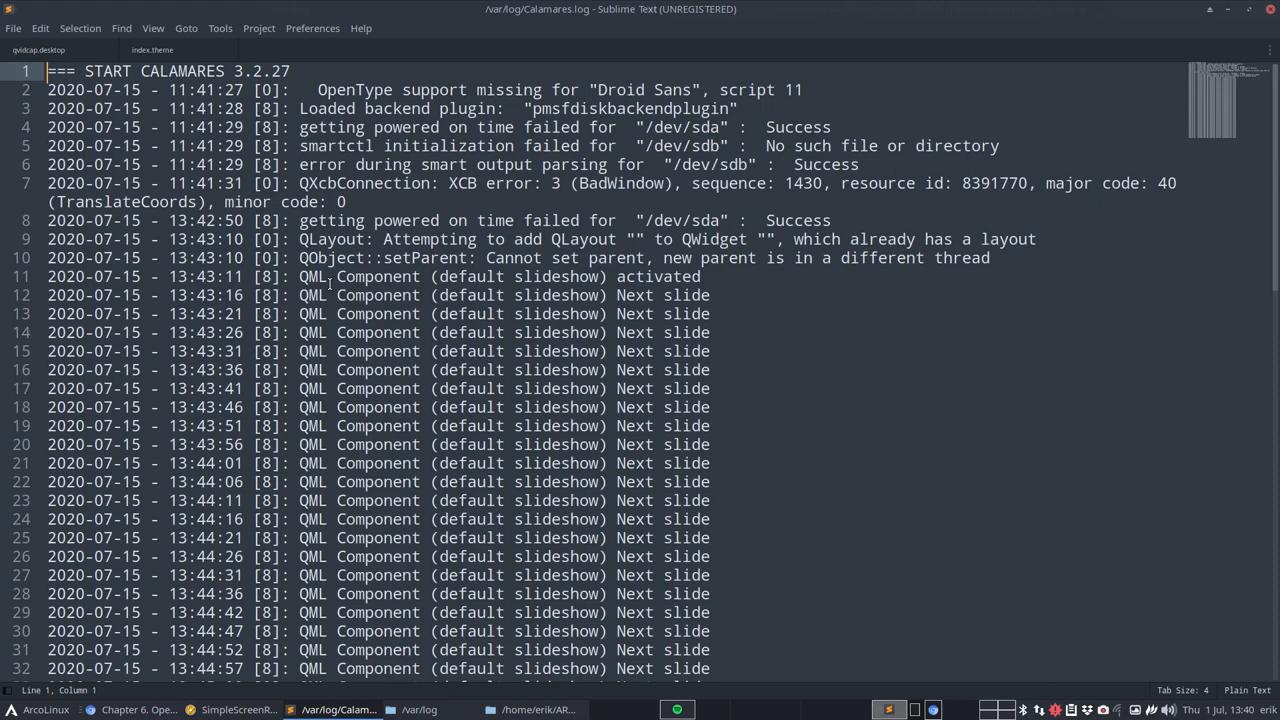 /var/log/Calamares.log - Sublime Text (UNREGISTERED)
File Edit Selection Find View Goto Tools Project Preferences Help
qvidcap.desktop index.theme
1 === START CALAMARES 3.2.27
2 2020-07-15 - 11:41:27 [0]:   OpenType support missing for "Droid Sans", script 11
3 2020-07-15 - 11:41:28 [8]: Loaded backend plugin:  "pmsfdiskbackendplugin"
4 2020-07-15 - 11:41:29 [8]: getting powered on time failed for  "/dev/sda" :  Success
5 2020-07-15 - 11:41:29 [8]: smartctl initialization failed for  "/dev/sdb" :  No such file or directory
6 2020-07-15 - 11:41:29 [8]: error during smart output parsing for  "/dev/sdb" :  Success
7 2020-07-15 - 11:41:31 [0]: QXcbConnection: XCB error: 3 (BadWindow), sequence: 1430, resource id: 8391770, major code: 40
(TranslateCoords), minor code: 0
8 2020-07-15 - 13:42:50 [8]: getting powered on time failed for  "/dev/sda" :  Success
9 2020-07-15 - 13:43:10 [0]: QLayout: Attempting to add QLayout "" to QWidget "", which already has a layout
10 2020-07-15 - 13:43:10 [0]: QObject::setParent: Cannot set parent, new parent is in a different thread
11 2020-07-15 - 13:43:11 [8]: QML Component (default slideshow) activated
12 2020-07-15 - 13:43:16 [8]: QML Component (default slideshow) Next slide
13 2020-07-15 - 13:43:21 [8]: QML Component (default slideshow) Next slide
14 2020-07-15 - 13:43:26 [8]: QML Component (default slideshow) Next slide
15 2020-07-15 - 13:43:31 [8]: QML Component (default slideshow) Next slide
16 2020-07-15 - 13:43:36 [8]: QML Component (default slideshow) Next slide
17 2020-07-15 - 13:43:41 [8]: QML Component (default slideshow) Next slide
18 2020-07-15 - 13:43:46 [8]: QML Component (default slideshow) Next slide
19 2020-07-15 - 13:43:51 [8]: QML Component (default slideshow) Next slide
20 2020-07-15 - 13:43:56 [8]: QML Component (default slideshow) Next slide
21 2020-07-15 - 13:44:01 [8]: QML Component (default slideshow) Next slide
22 2020-07-15 - 13:44:06 [8]: QML Component (default slideshow) Next slide
23 2020-07-15 - 13:44:11 [8]: QML Component (default slideshow) Next slide
24 2020-07-15 - 13:44:16 [8]: QML Component (default slideshow) Next slide
25 2020-07-15 - 13:44:21 [8]: QML Component (default slideshow) Next slide
26 2020-07-15 - 13:44:26 [8]: QML Component (default slideshow) Next slide
27 2020-07-15 - 13:44:31 [8]: QML Component (default slideshow) Next slide
28 2020-07-15 - 13:44:36 [8]: QML Component (default slideshow) Next slide
29 2020-07-15 - 13:44:42 [8]: QML Component (default slideshow) Next slide
30 2020-07-15 - 13:44:47 [8]: QML Component (default slideshow) Next slide
31 2020-07-15 - 13:44:52 [8]: QML Component (default slideshow) Next slide
32 2020-07-15 - 13:44:57 [8]: QML Component (default slideshow) Next slide
Line 1, Column 1 Tab Size: 4 Plain Text
ArcoLinux Chapter 6. Ope... SimpleScreenR... /var/log/Calam... /var/log /home/erik/AR... Wed 15 Jul, 13:40 erik